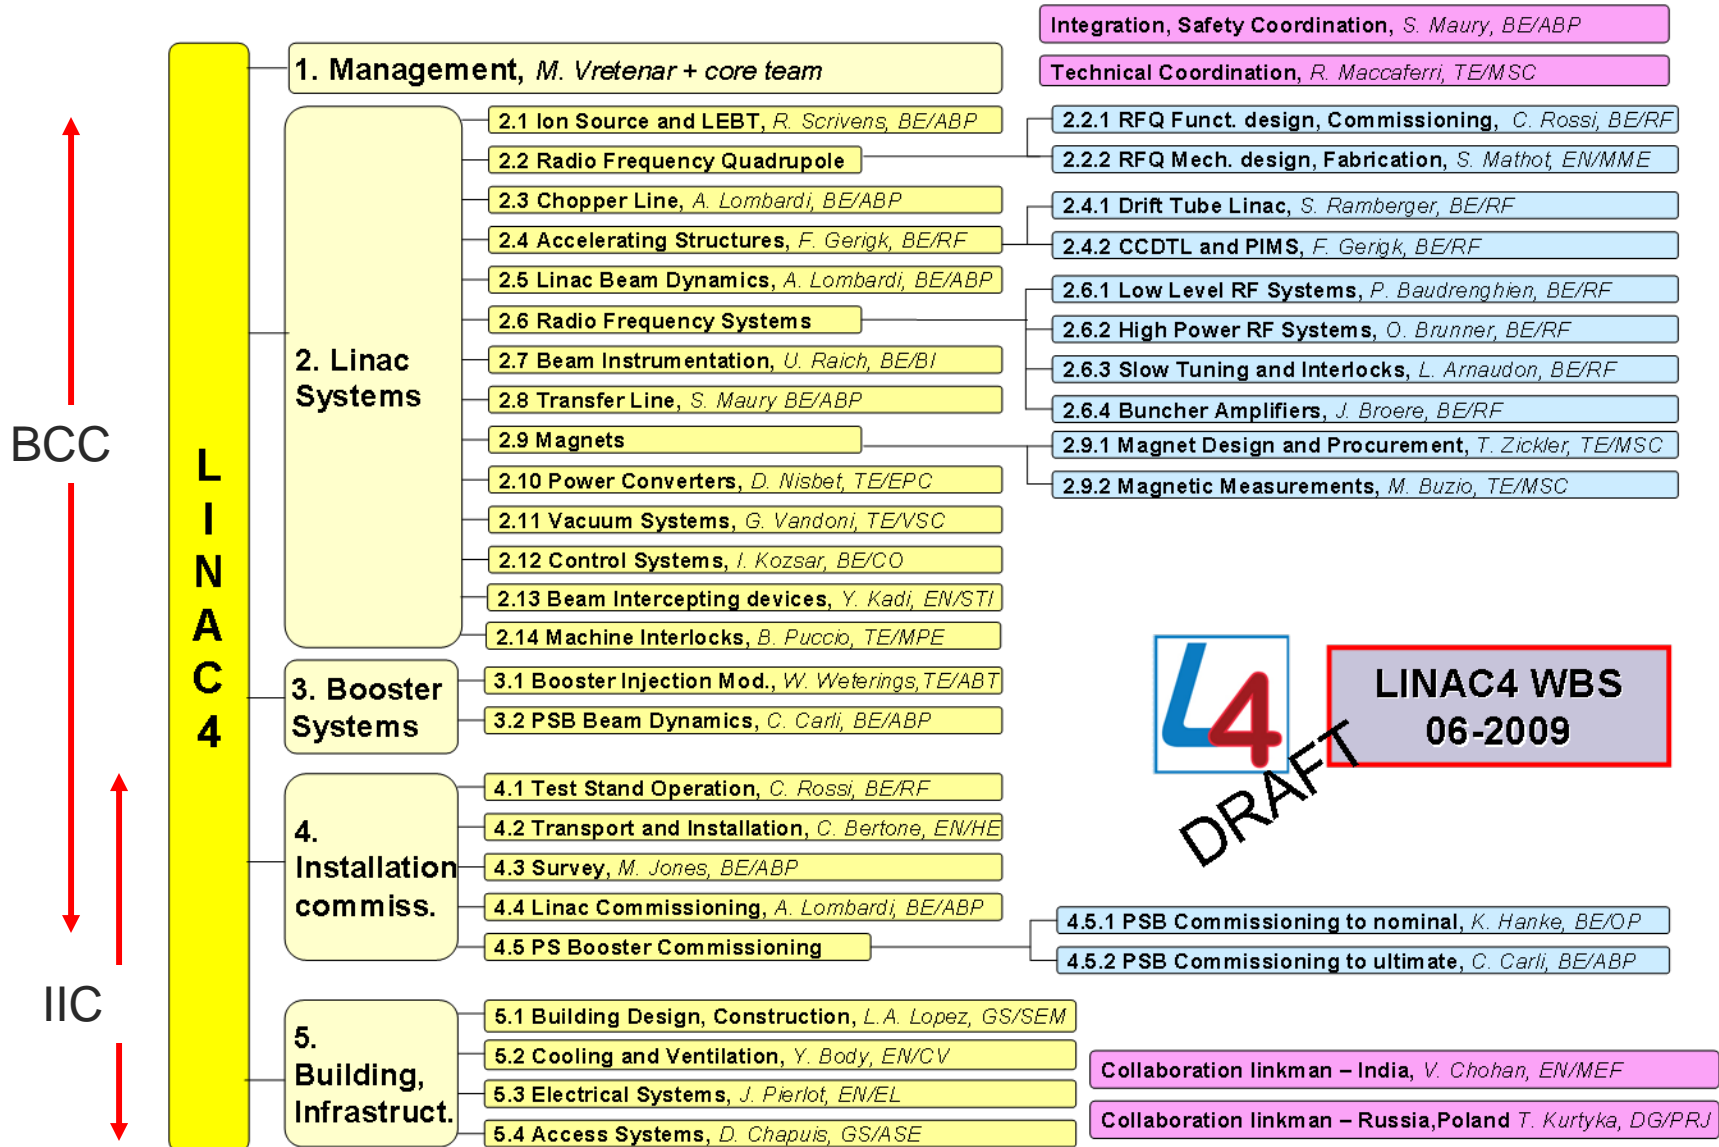 Integration, Safety Coordination, S. Maury, BE/ABP
Technical Coordination, R. Maccaferri, TE/MSC
1. Management, M. Vretenar + core team
BCC
IIC
L
I
N
A
C
4
2. Linac
Systems
2.1 Ion Source and LEBT, R. Scrivens, BE/ABP
2.2 Radio Frequency Quadrupole
2.2.1 RFQ Funct. design, Commissioning, C. Rossi, BE/RF
2.2.2 RFQ Mech. design, Fabrication, S. Mathot, EN/MME
2.3 Chopper Line, A. Lombardi, BE/ABP
2.4 Accelerating Structures, F. Gerigk, BE/RF
2.4.1 Drift Tube Linac, S. Ramberger, BE/RF
2.4.2 CCDTL and PIMS, F. Gerigk, BE/RF
2.5 Linac Beam Dynamics, A. Lombardi, BE/ABP
2.6 Radio Frequency Systems
2.6.1 Low Level RF Systems, P. Baudrenghien, BE/RF
2.6.2 High Power RF Systems, O. Brunner, BE/RF
2.6.3 Slow Tuning and Interlocks, L. Arnaudon, BE/RF
2.6.4 Buncher Amplifiers, J. Broere, BE/RF
2.7 Beam Instrumentation, U. Raich, BE/BI
2.8 Transfer Line, S. Maury BE/ABP
2.9 Magnets
2.9.1 Magnet Design and Procurement, T. Zickler, TE/MSC
2.9.2 Magnetic Measurements, M. Buzio, TE/MSC
2.10 Power Converters, D. Nisbet, TE/EPC
2.11 Vacuum Systems, G. Vandoni, TE/VSC
2.12 Control Systems, I. Kozsar, BE/CO
2.13 Beam Intercepting devices, Y. Kadi, EN/STI
2.14 Machine Interlocks, B. Puccio, TE/MPE
3. Booster
Systems
3.1 Booster Injection Mod., W. Weterings,TE/ABT
3.2 PSB Beam Dynamics, C. Carli, BE/ABP
L4
LINAC4 WBS
06-2009
DRAFT
4.
Installation
commiss.
4.1 Test Stand Operation, C. Rossi, BE/RF
4.2 Transport and Installation, C. Bertone, EN/HE
4.3 Survey, M. Jones, BE/ABP
4.4 Linac Commissioning, A. Lombardi, BE/ABP
4.5 PS Booster Commissioning
4.5.1 PSB Commissioning to nominal, K. Hanke, BE/OP
4.5.2 PSB Commissioning to ultimate, C. Carli, BE/ABP
5.
Building,
Infrastruct.
5.1 Building Design, Construction, L.A. Lopez, GS/SEM
5.2 Cooling and Ventilation, Y. Body, EN/CV
5.3 Electrical Systems, J. Pierlot, EN/EL
5.4 Access Systems, D. Chapuis, GS/ASE
Collaboration linkman – India, V. Chohan, EN/MEF
Collaboration linkman – Russia,Poland T. Kurtyka, DG/PRJ